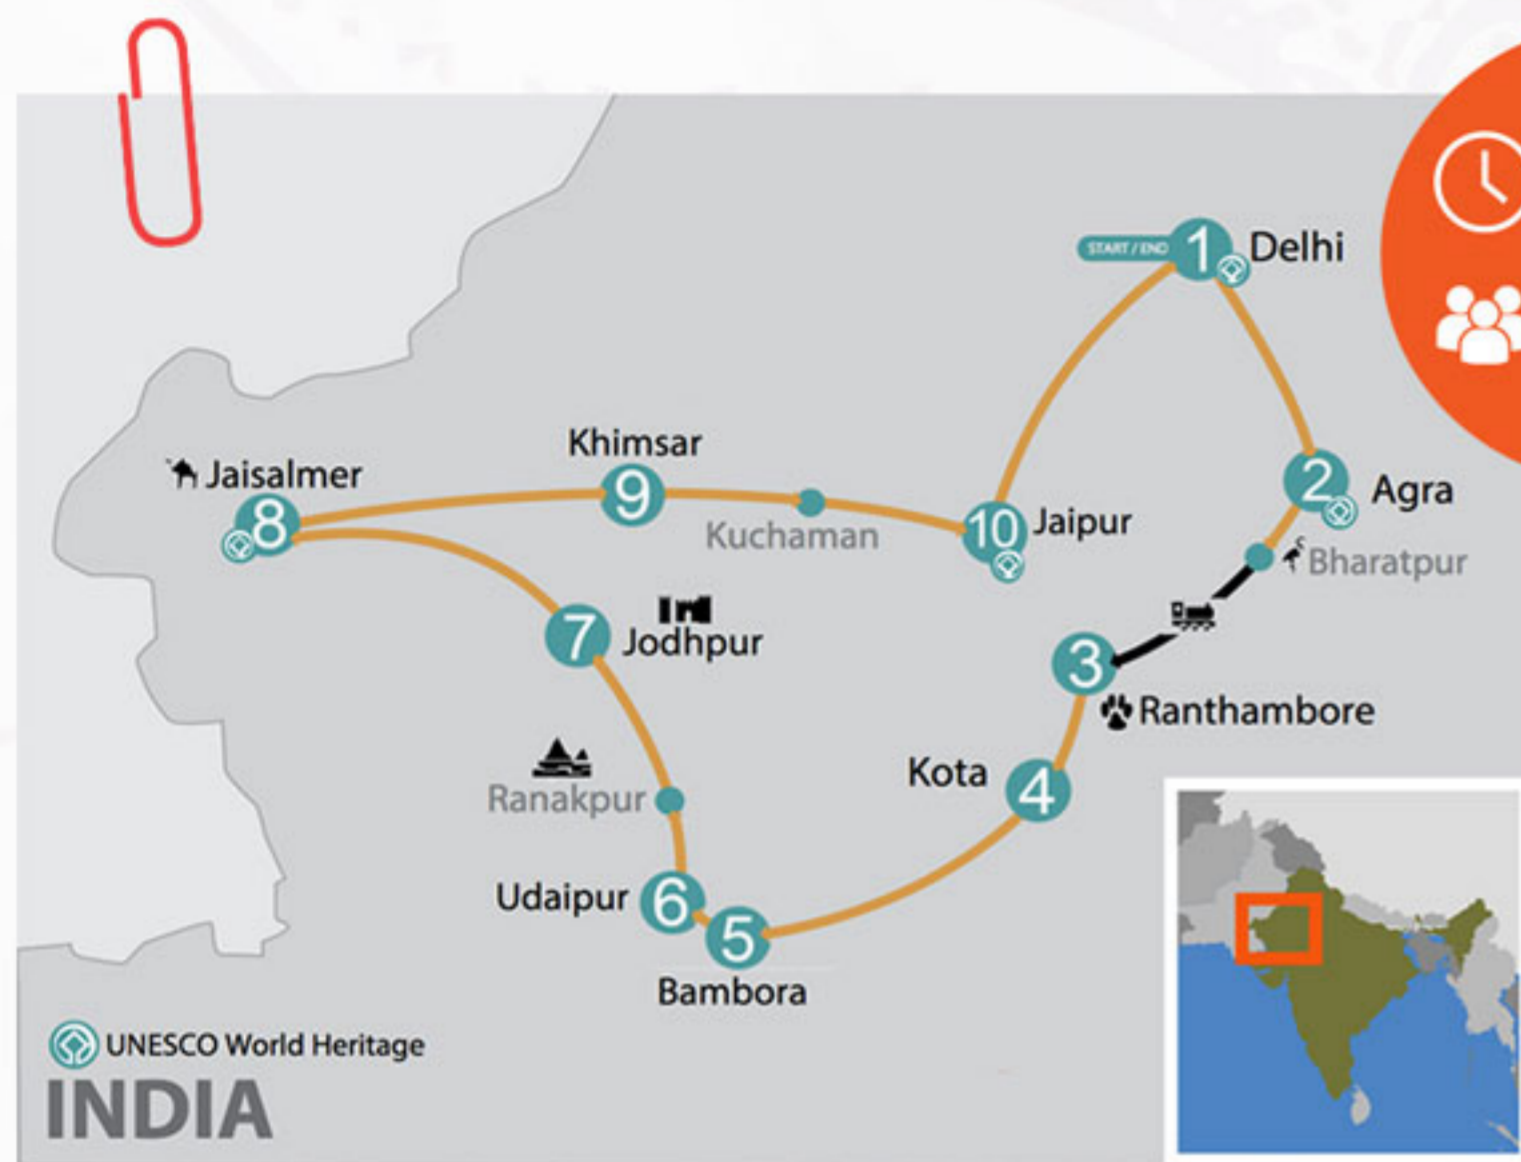 START / END
1
Delhi
2
Agra
Bharatpur
3
Ranthambore
Kota
4
5
Bambora
Udaipur
6
Ranakpur
7
Jodhpur
Jaisalmer
8
Khimsar
9
Kuchaman
10
Jaipur
UNESCO World Heritage
INDIA